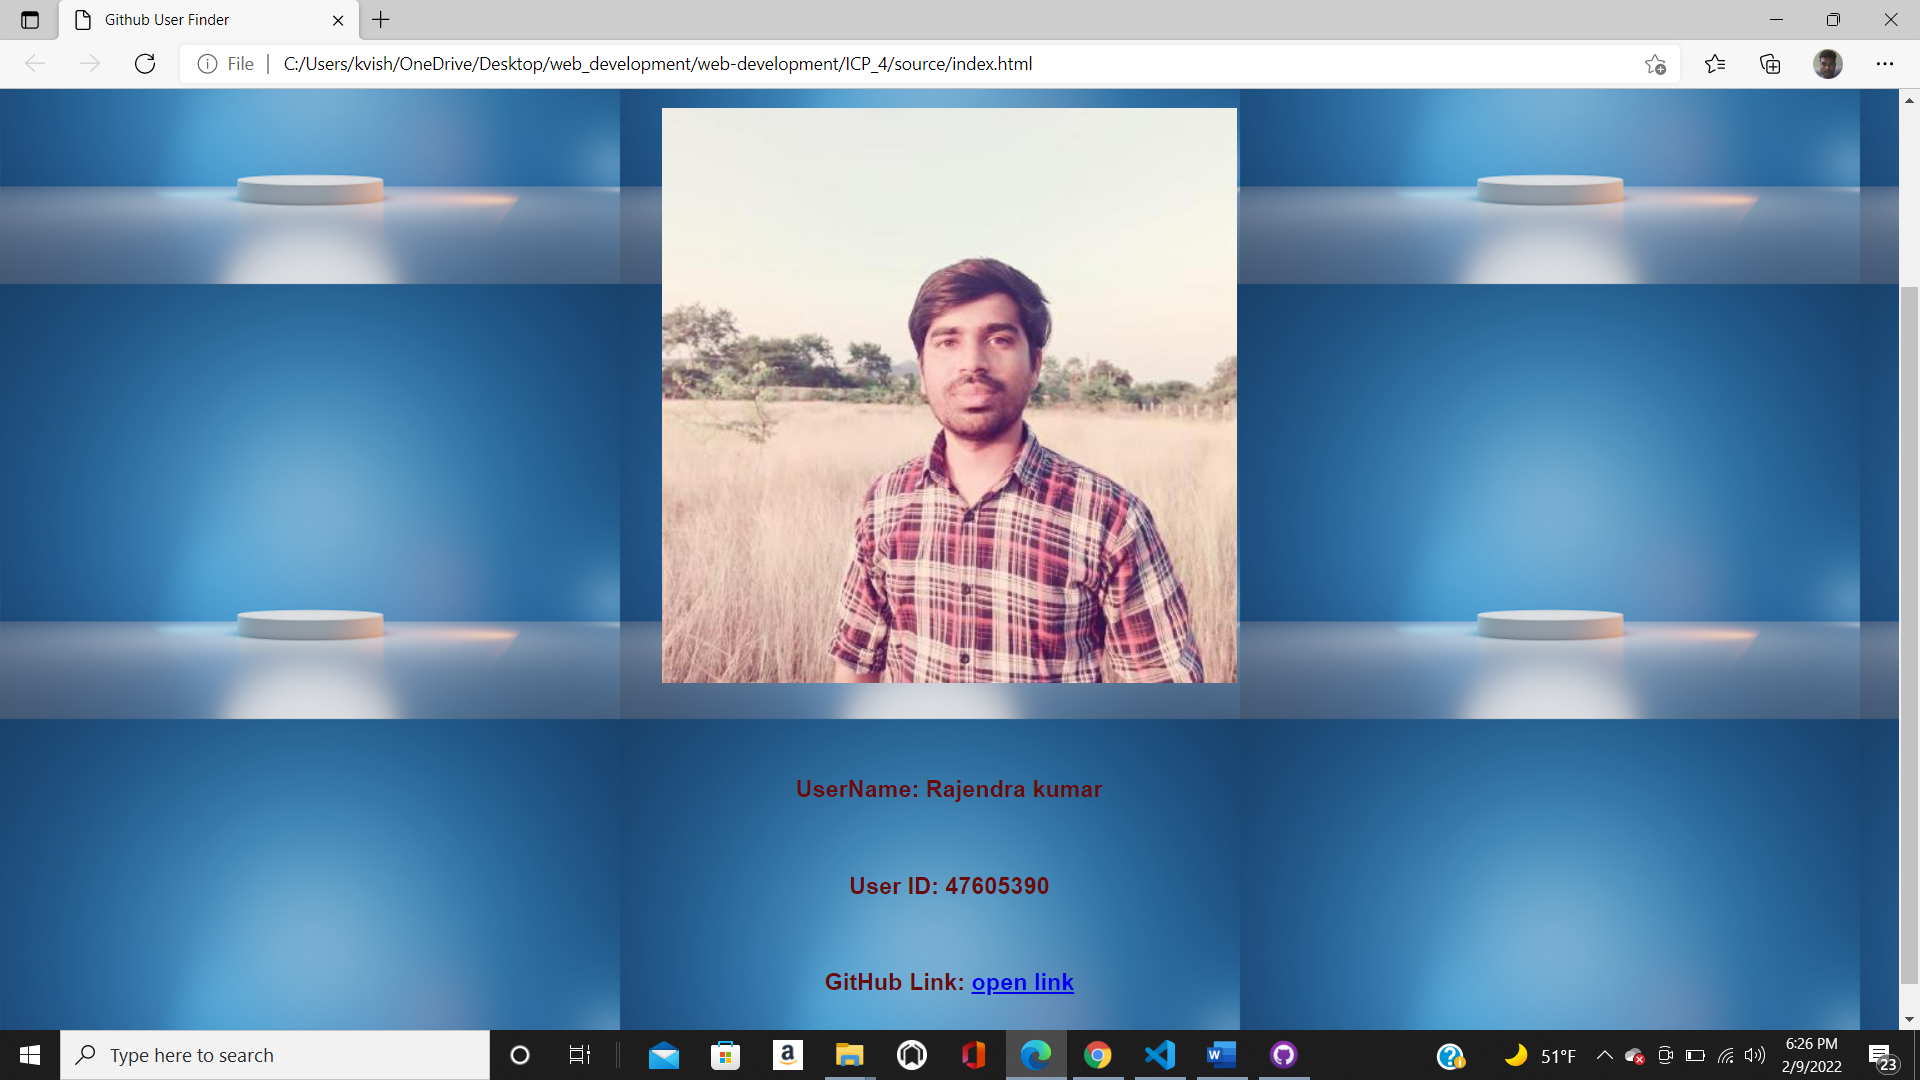 Github User Finder
File
C:/Users/kvish/OneDrive/Desktop/web_development/web-development/ICP_4/source/index.html
UserName: Rajendra kumar
User ID: 47605390
GitHub Link: open link
Type here to search
a
W
51°F
6:26 PM
2/9/2022
23